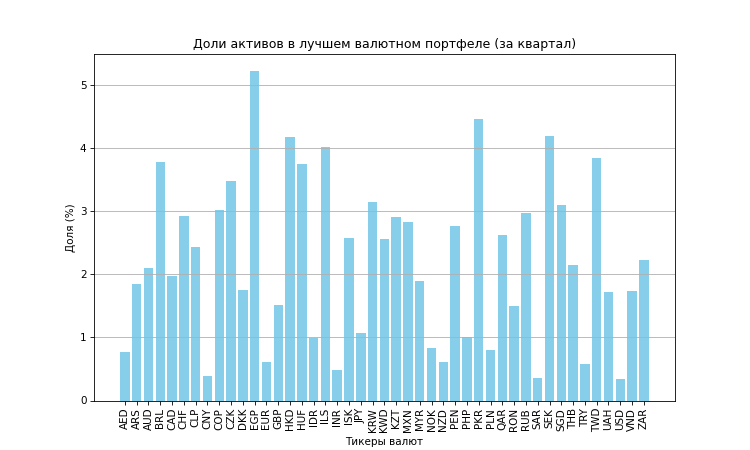 Доли активов в лучшем валютном портфеле (за квартал)
5
4
3
2
1
0
Доля (%)
AED ARS AUD BRL CAD CHF CLP CNY COP CZK DKK EGP EUR GBP HKD HUF IDR ILS INR ISK JPY KRW KWD KZT MXN MYR NOK NZD PEN PHP PKR PLN QAR RON RUB SAR SEK SGD THB TRY TWD UAH USD VND ZAR
Тикеры валют